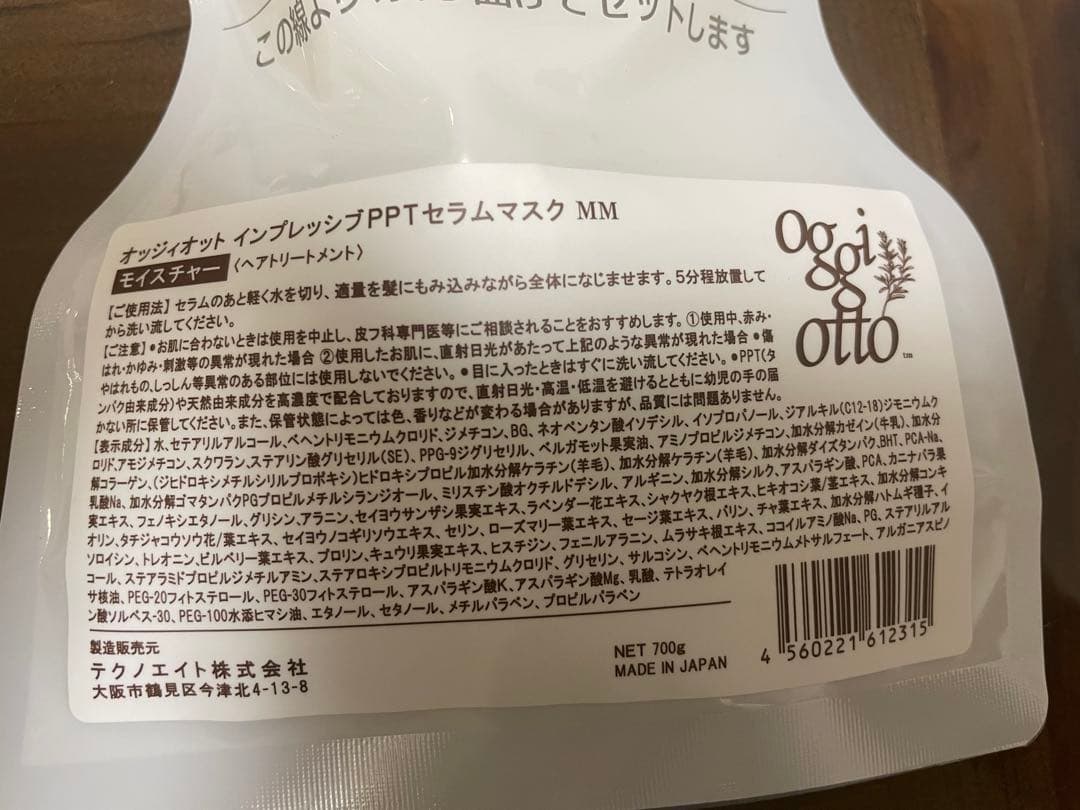 この線より
セットします
オッジィオット インプレッシブPPTセラムマスク MM
モイスチャー 〈ヘアトリートメント〉
oggi
otto
™
【ご使用法】セラムのあと軽く水を切り、適量を髪にもみ込みながら全体になじませます。5分程放置して
から洗い流してください。
【ご注意】●お肌に合わないときは使用を中止し、皮フ科専門医等にご相談されることをおすすめします。①使用中、赤み・
はれ・かゆみ・刺激等の異常が現れた場合 ②使用したお肌に、直射日光があたって上記のような異常が現れた場合 ●傷
やはれもの、しっしん等異常のある部位には使用しないでください。●目に入ったときはすぐに洗い流してください。●PPT(タ
ンパク由来成分)や天然由来成分を高濃度で配合しておりますので、直射日光・高温・低温を避けるとともに幼児の手の届
かない所に保管してください。また、保管状態によっては色、香りなどが変わる場合がありますが、品質には問題ありません。
【表示成分】水、セテアリルアルコール、ベヘントリモニウムクロリド、ジメチコン、BG、ネオペンタン酸イソデシル、イソプロパノール、ジアルキル(C12-18)ジモニウムク
ロリド、アモジメチコン、スクワラン、ステアリン酸グリセリル(SE)、PPG-9ジグリセリル、ベルガモット果実油、アミノプロピルジメチコン、加水分解カゼイン(牛乳)、加水分
解コラーゲン、(ジヒドロキシメチルシリルプロポキシ)ヒドロキシプロピル加水分解ケラチン(羊毛)、加水分解ケラチン(羊毛)、加水分解ダイズタンパク、BHT、PCA-Na、
乳酸Na、加水分解ゴマタンパクPGプロピルメチルシランジオール、ミリスチン酸オクチルドデシル、アルギニン、加水分解シルク、アスパラギン酸、PCA、カニナバラ果
実エキス、フェノキシエタノール、グリシン、アラニン、セイヨウサンザシ果実エキス、ラベンダー花エキス、シャクヤク根エキス、ヒキオコシ葉/茎エキス、加水分解コンキ
オリン、タチジャコウソウ花/葉エキス、セイヨウノコギリソウエキス、セリン、ローズマリー葉エキス、セージ葉エキス、バリン、チャ葉エキス、加水分解ハトムギ種子、イ
ソロイシン、トレオニン、ビルベリー葉エキス、プロリン、キュウリ果実エキス、ヒスチジン、フェニルアラニン、ムラサキ根エキス、ココイルアミノ酸Na、PG、ステアリルアル
コール、ステアラミドプロピルジメチルアミン、ステアロキシプロピルトリモニウムクロリド、グリセリン、サルコシン、ベヘントリモニウムメトサルフェート、アルガニアスピノ
サ核油、PEG-20フィトステロール、PEG-30フィトステロール、アスパラギン酸K、アスパラギン酸Mg、乳酸、テトラオレイ
ン酸ソルベス-30、PEG-100水添ヒマシ油、エタノール、セタノール、メチルパラベン、プロピルパラベン
製造販売元
テクノエイト株式会社
大阪市鶴見区今津北4-13-8
NET 700g
MADE IN JAPAN
4 560221 612315